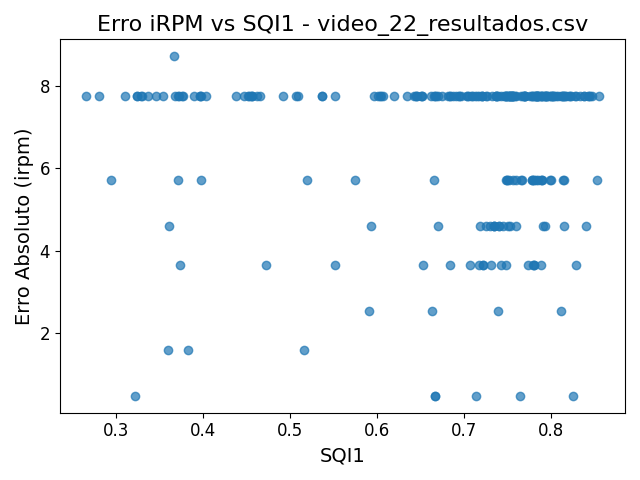 Erro iRPM vs SQI1 - video_22_resultados.csv
Erro Absoluto (irpm)
8
6
4
2
0.3 0.4 0.5 0.6 0.7 0.8
SQI1